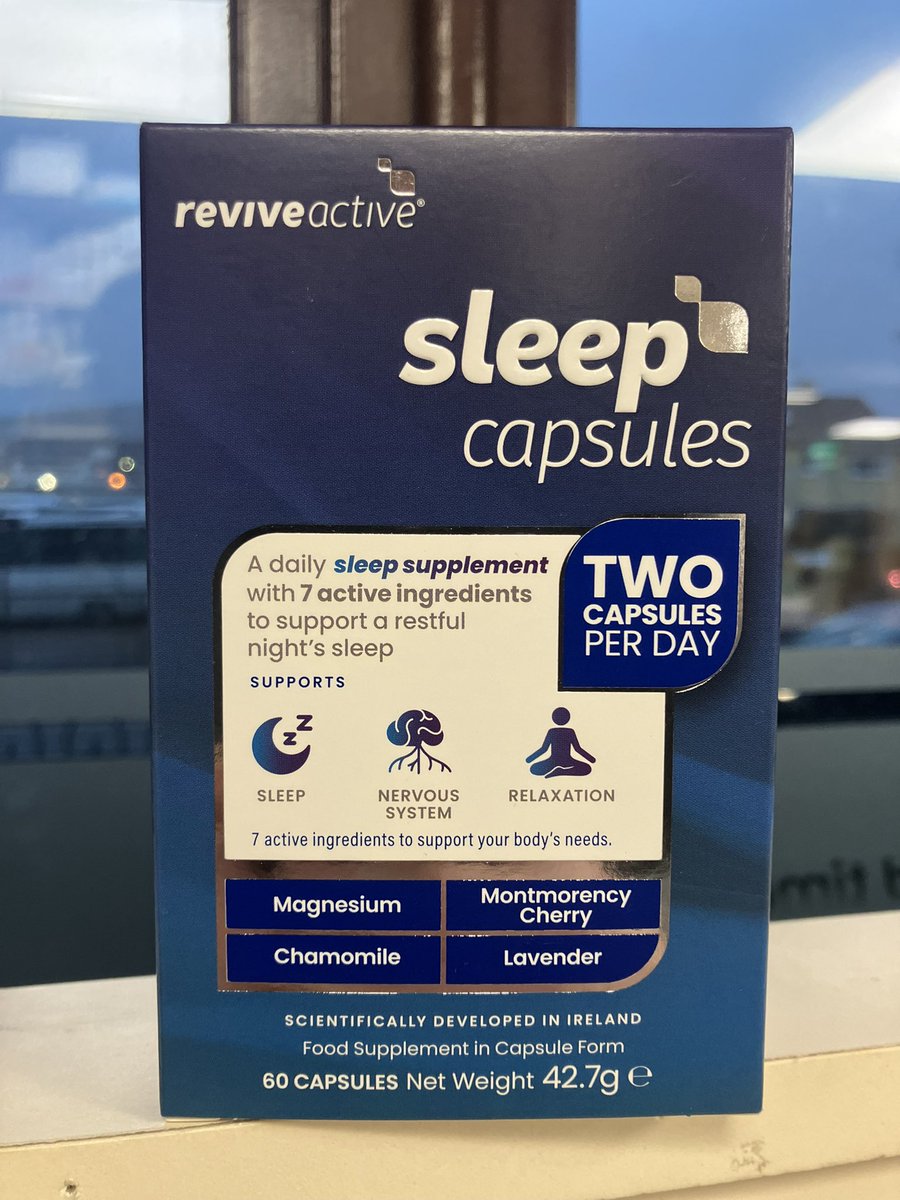 reviveactive®
sleep
capsules
A daily sleep supplement
with 7 active ingredients
to support a restful
night's sleep
TWO
CAPSULES
PER DAY
SUPPORTS
SLEEP
NERVOUS
SYSTEM
RELAXATION
7 active ingredients to support your body's needs.
Magnesium
Montmorency
Cherry
Chamomile
Lavender
SCIENTIFICALLY DEVELOPED IN IRELAND
Food Supplement in Capsule Form
60 CAPSULES Net Weight 42.7g ℮